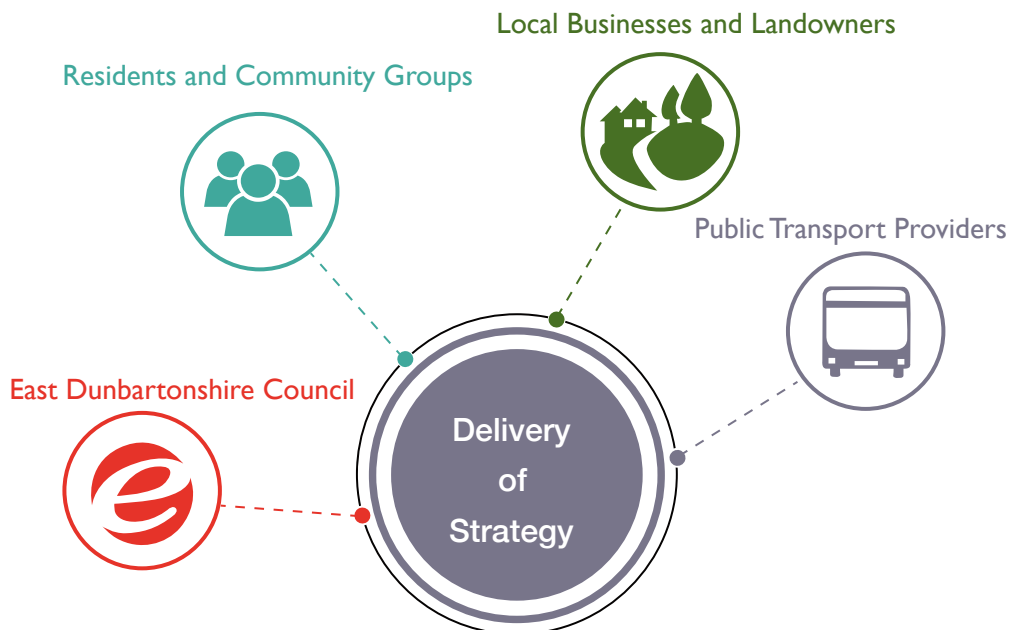 Local Businesses and Landowners
Residents and Community Groups
Public Transport Providers
East Dunbartonshire Council
Delivery
of
Strategy